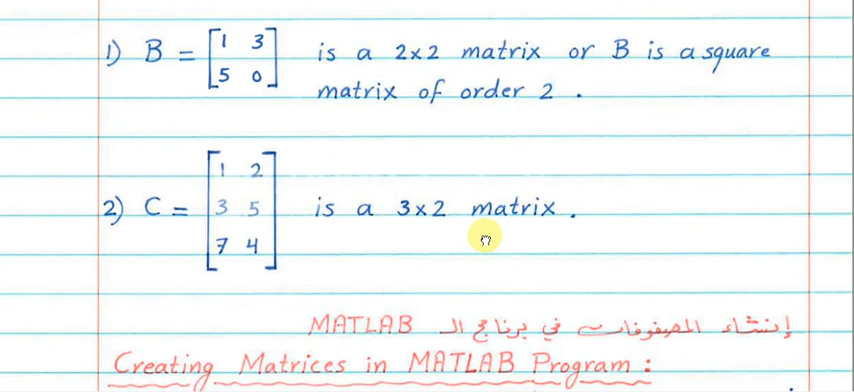 1) B = [1 3 is a 2x2 matrix or B is a square
5 0] matrix of order 2.
[1 2
2) C = 3 5 is a 3x2 matrix.
7 4]
إنشاء المصفوفات في برنامج الـ MATLAB
Creating Matrices in MATLAB Program: